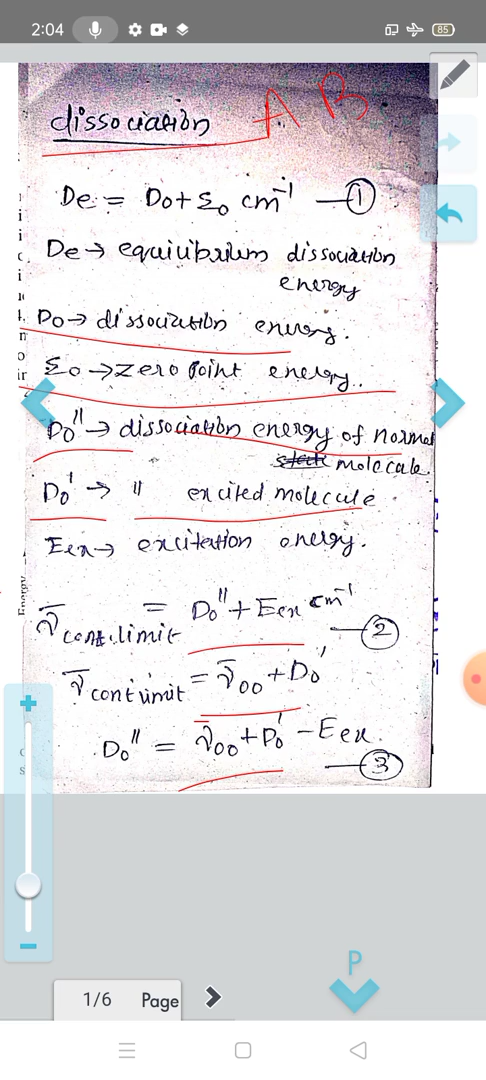 2:04
85
dissociation AB
De = Do + ε₀ cm⁻¹ —①
De → equilibrium dissociation
energy
Do → dissociation energy.
ε₀ → zero point energy.
Do'' → dissociation energy of normal
molecule.
Do' → 〃 excited molecule
Eex → excitation energy.
ν̄cont.limit = Do'' + Eex cm⁻¹ —②
ν̄cont limit = ν̄₀₀ + Do'
Do'' = ν̄₀₀ + Do' − Eex —③
Energy
P
1/6 Page